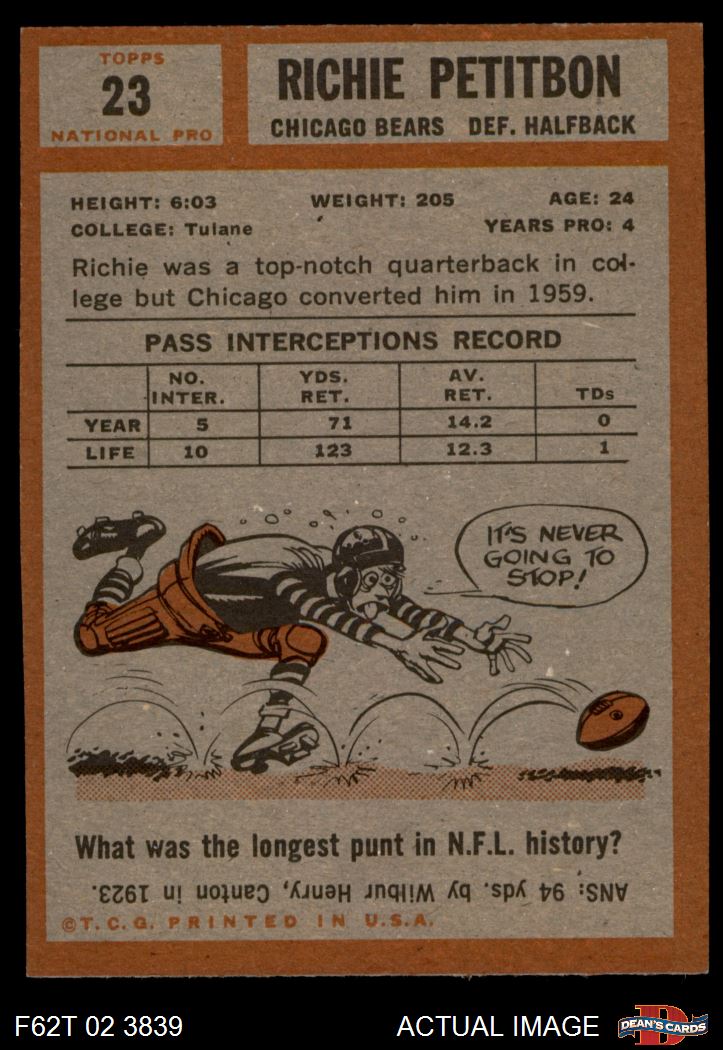 TOPPS
23
NATIONAL PRO
RICHIE PETITBON
CHICAGO BEARS DEF. HALFBACK
HEIGHT: 6:03 WEIGHT: 205 AGE: 24
COLLEGE: Tulane YEARS PRO: 4
Richie was a top-notch quarterback in col-
lege but Chicago converted him in 1959.
PASS INTERCEPTIONS RECORD
NO. INTER. YDS. RET. AV. RET. TDs
YEAR 5 71 14.2 0
LIFE 10 123 12.3 1
IT'S NEVER
GOING TO
STOP!
What was the longest punt in N.F.L. history?
ANS: 94 yds. by Wilbur Henry, Canton in 1923.
©T.C.G. PRINTED IN U.S.A.
F62T 02 3839 ACTUAL IMAGE
D
DEAN'S CARDS